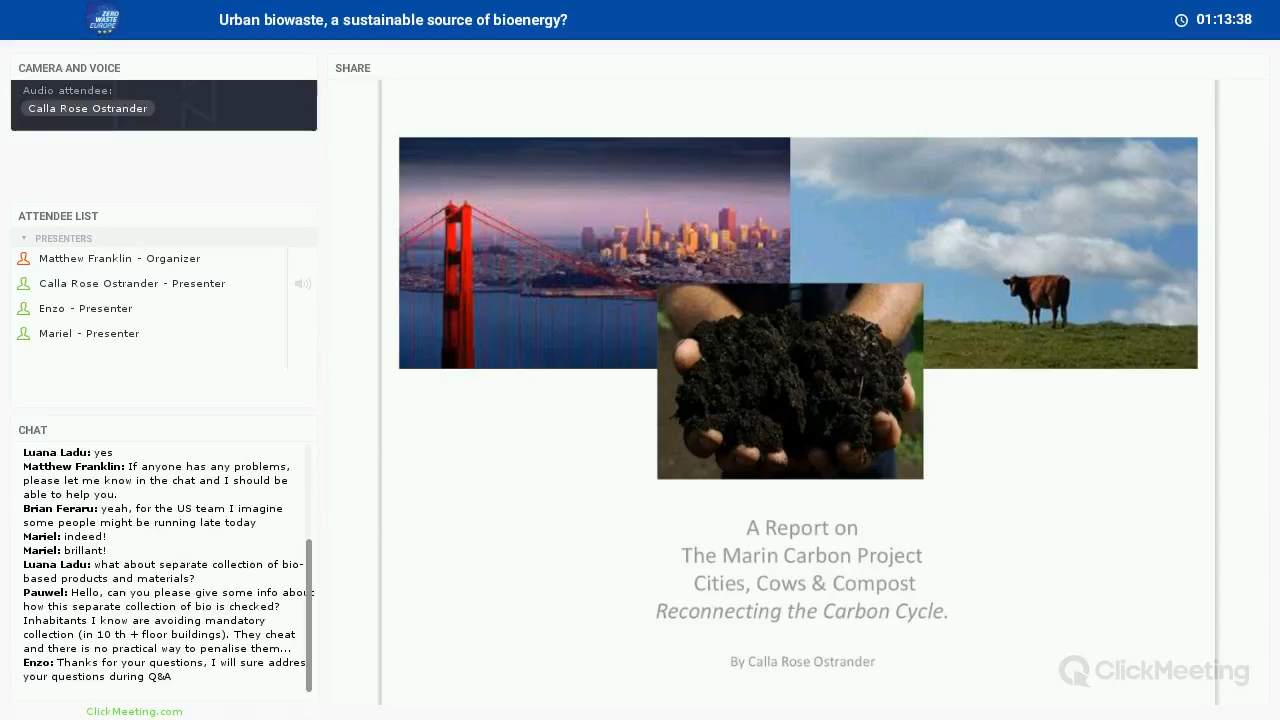 ZERO WASTE EUROPE
Urban biowaste, a sustainable source of bioenergy?
01:13:38
CAMERA AND VOICE
Audio attendee:
Calla Rose Ostrander
ATTENDEE LIST
PRESENTERS
Matthew Franklin - Organizer
Calla Rose Ostrander - Presenter
Enzo - Presenter
Mariel - Presenter
CHAT
Luana Ladu: yes
Matthew Franklin: If anyone has any problems,
please let me know in the chat and I should be
able to help you.
Brian Feraru: yeah, for the US team I imagine
some people might be running late today
Mariel: indeed!
Mariel: brillant!
Luana Ladu: what about separate collection of bio-
based products and materials?
Pauwel: Hello, can you please give some info about
how this separate collection of bio is checked?
Inhabitants I know are avoiding mandatory
collection (in 10 th + floor buildings). They cheat
and there is no practical way to penalise them...
Enzo: Thanks for your questions, I will sure addres
your questions during Q&A
ClickMeeting.com
SHARE
A Report on
The Marin Carbon Project
Cities, Cows & Compost
Reconnecting the Carbon Cycle.
By Calla Rose Ostrander
ClickMeeting